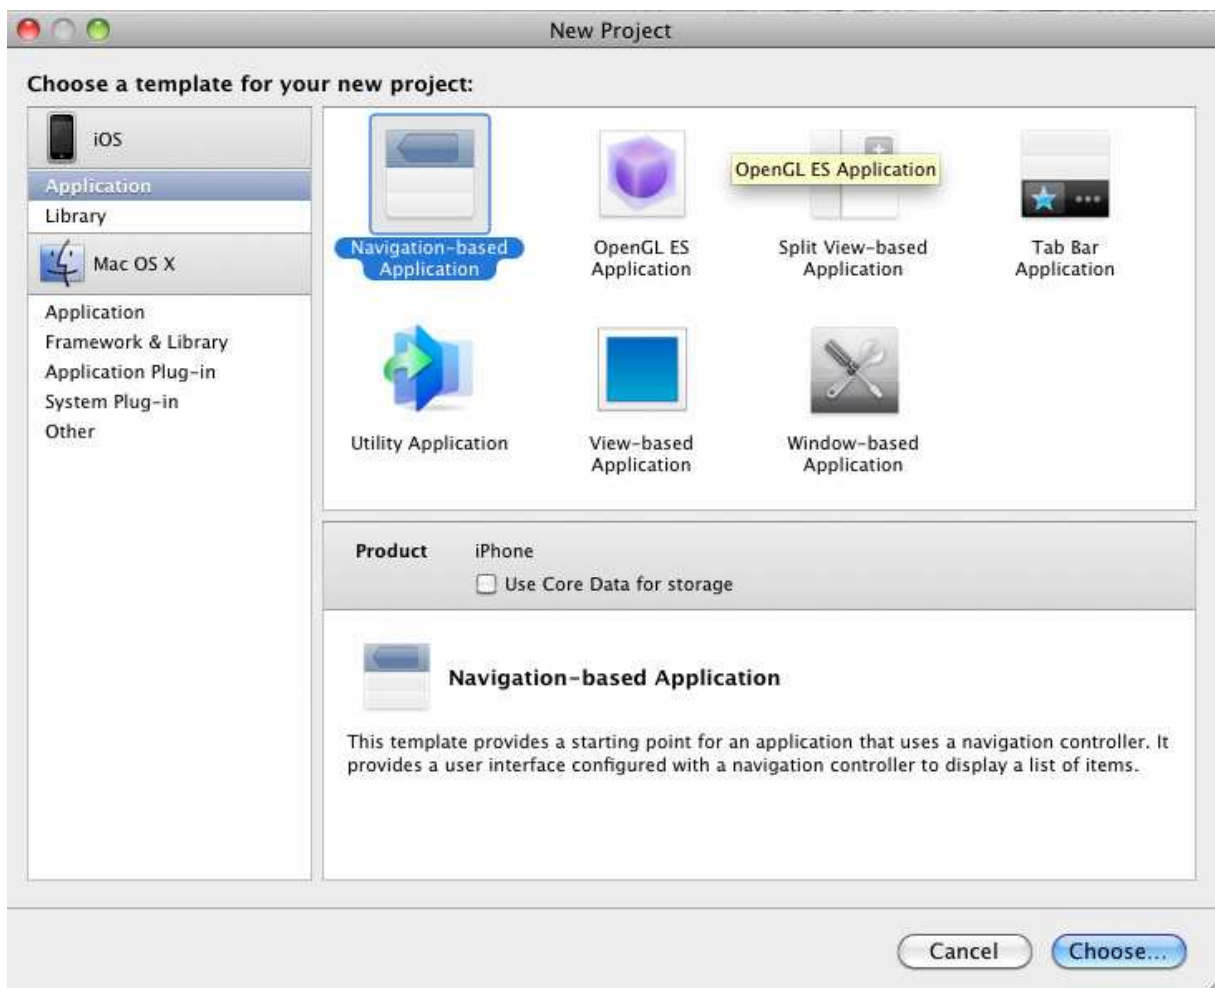 New Project
Choose a template for your new project:
iOS
Application
Library
Mac OS X
Application
Framework & Library
Application Plug-in
System Plug-in
Other
Navigation-based
Application
OpenGL ES
Application
OpenGL ES Application
Split View-based
Application
Tab Bar
Application
Utility Application
View-based
Application
Window-based
Application
Product iPhone
Use Core Data for storage
Navigation-based Application
This template provides a starting point for an application that uses a navigation controller. It
provides a user interface configured with a navigation controller to display a list of items.
Cancel
Choose...